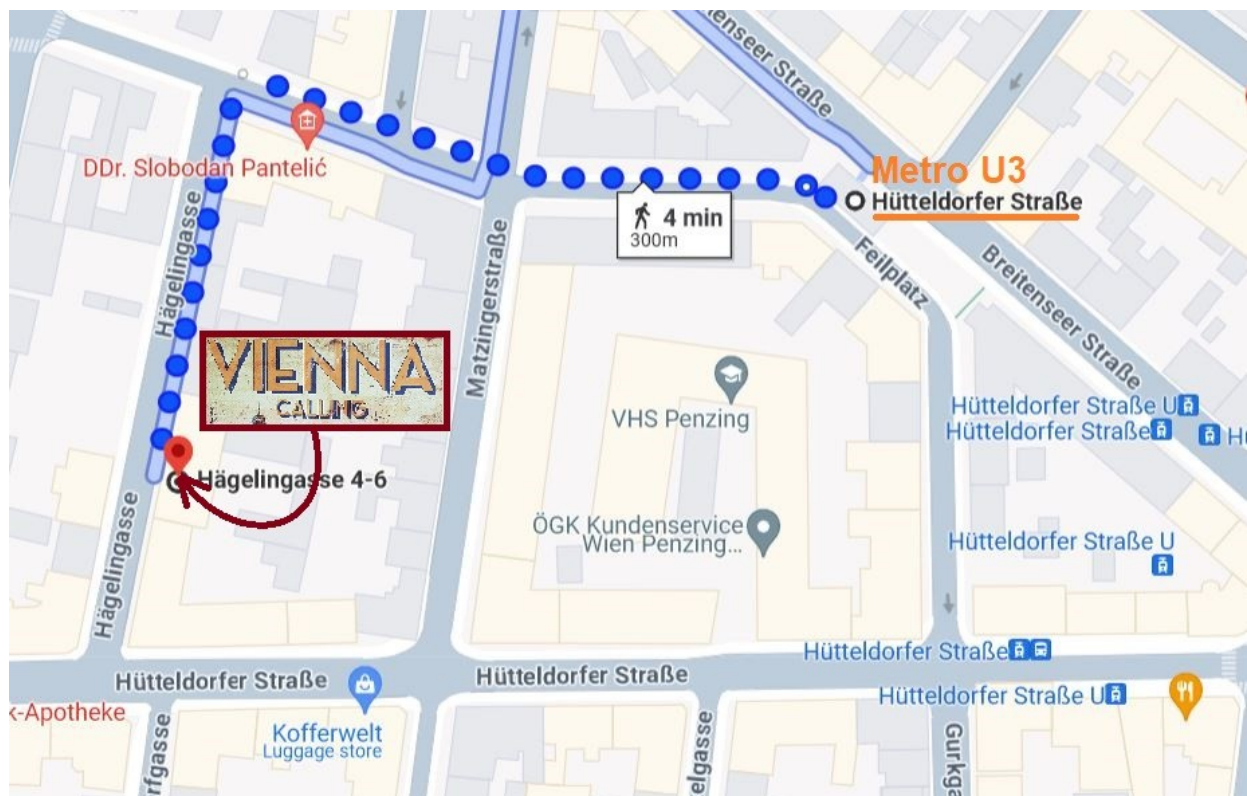 Breitenseer Straße
DDr. Slobodan Pantelić
Metro U3
Hütteldorfer Straße
4 min
300m
Hägelingasse
Matzingerstraße
Feilplatz
Breitenseer Straße
VIENNA
CALLING
VHS Penzing
Hütteldorfer Straße U
Hütteldorfer Straße
Hägelingasse 4-6
ÖGK Kundenservice
Wien Penzing...
Hütteldorfer Straße U
Hägelingasse
Hütteldorfer Straße
Hütteldorfer Straße
Hütteldorfer Straße
Hütteldorfer Straße U
k-Apotheke
Kofferwelt
Luggage store
rfgasse
elgasse
Gurkga